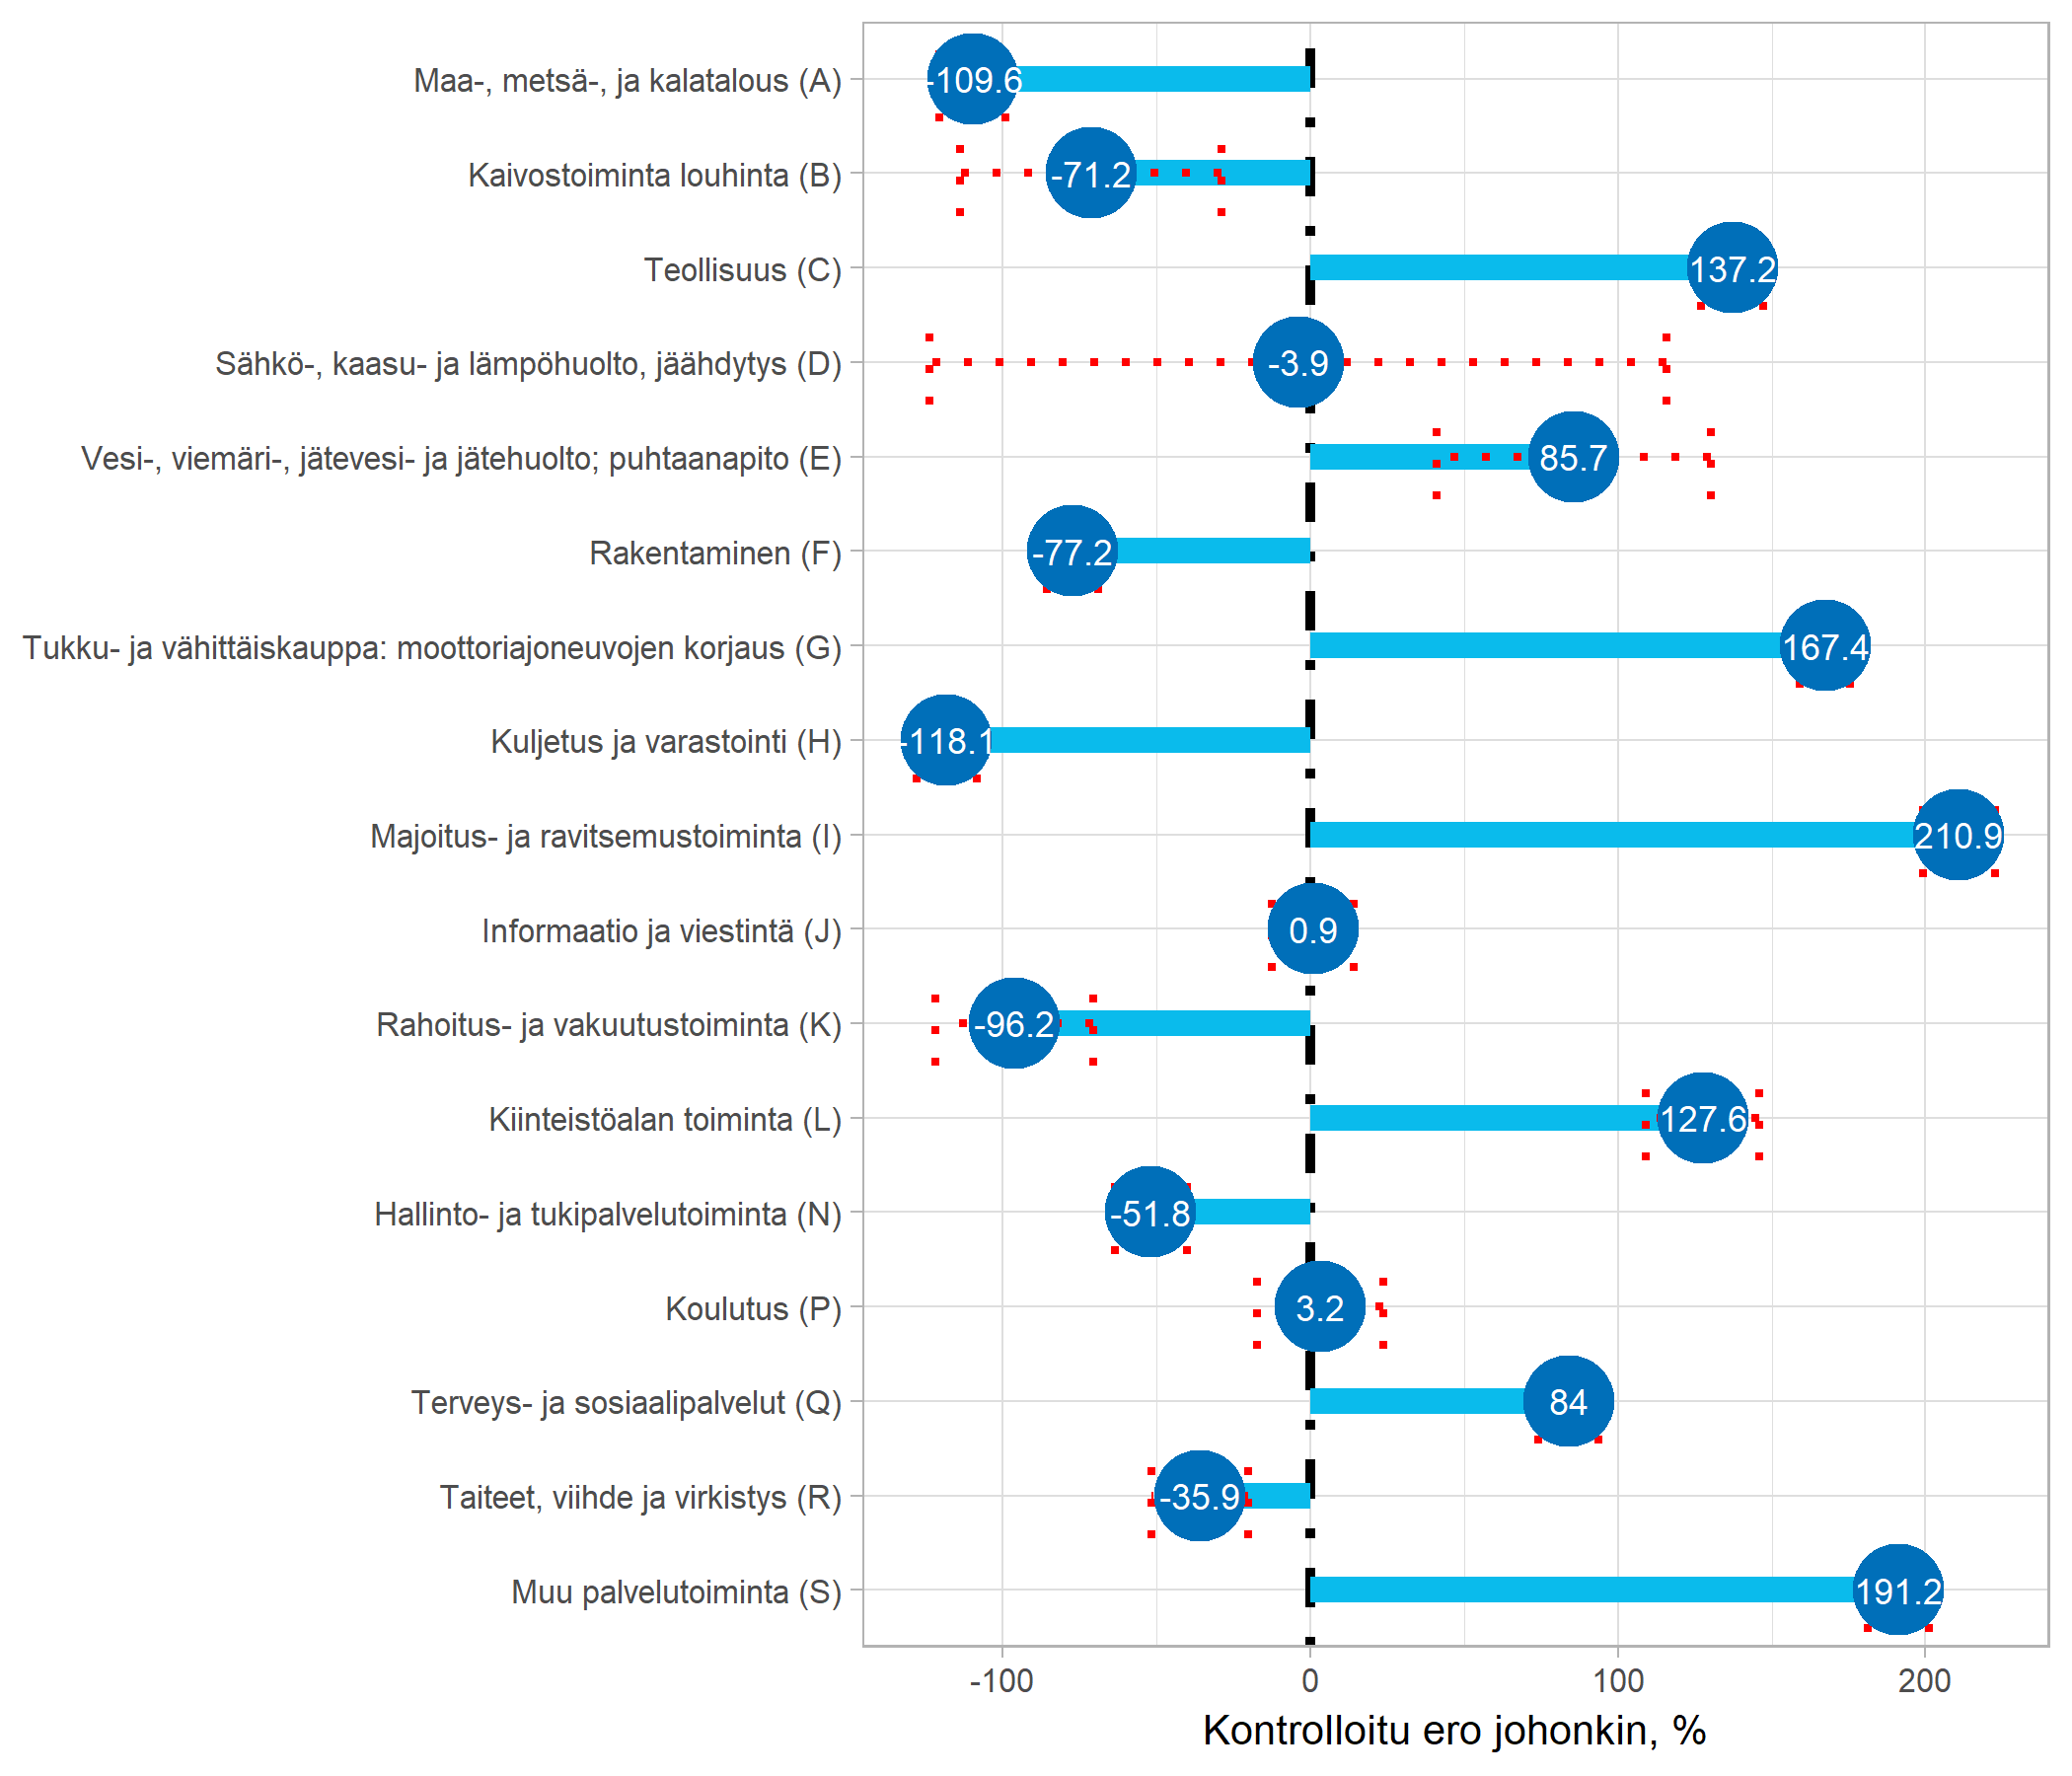 Maa-, metsä-, ja kalatalous (A) -109.6
Kaivostoiminta louhinta (B) -71.2
Teollisuus (C) 137.2
Sähkö-, kaasu- ja lämpöhuolto, jäähdytys (D) -3.9
Vesi-, viemäri-, jätevesi- ja jätehuolto; puhtaanapito (E) 85.7
Rakentaminen (F) -77.2
Tukku- ja vähittäiskauppa: moottoriajoneuvojen korjaus (G) 167.4
Kuljetus ja varastointi (H) -118.1
Majoitus- ja ravitsemustoiminta (I) 210.9
Informaatio ja viestintä (J) 0.9
Rahoitus- ja vakuutustoiminta (K) -96.2
Kiinteistöalan toiminta (L) 127.6
Hallinto- ja tukipalvelutoiminta (N) -51.8
Koulutus (P) 3.2
Terveys- ja sosiaalipalvelut (Q) 84
Taiteet, viihde ja virkistys (R) -35.9
Muu palvelutoiminta (S) 191.2
-100 0 100 200
Kontrolloitu ero johonkin, %